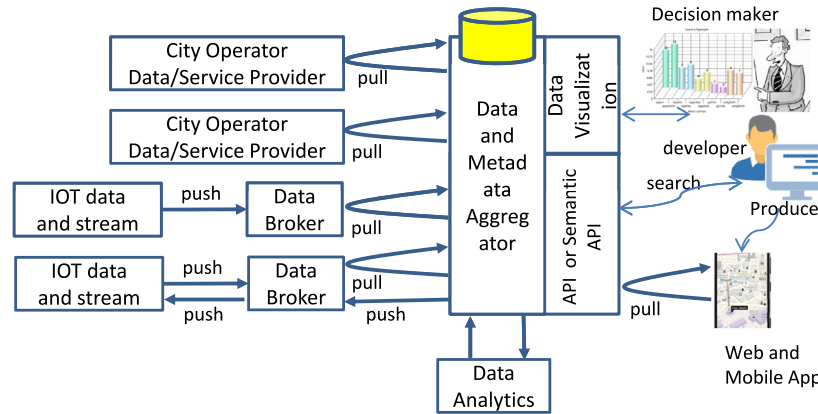 Decision maker
City Operator
Data/Service Provider
pull
City Operator
Data/Service Provider
pull
Data
and
Metad
ata
Aggreg
ator
Data
Visualizat
ion
developer
search
Produce
IOT data
and stream
push
Data
Broker
pull
IOT data
and stream
push
push
Data
Broker
pull
push
API or Semantic
API
pull
Web and
Mobile App
Data
Analytics